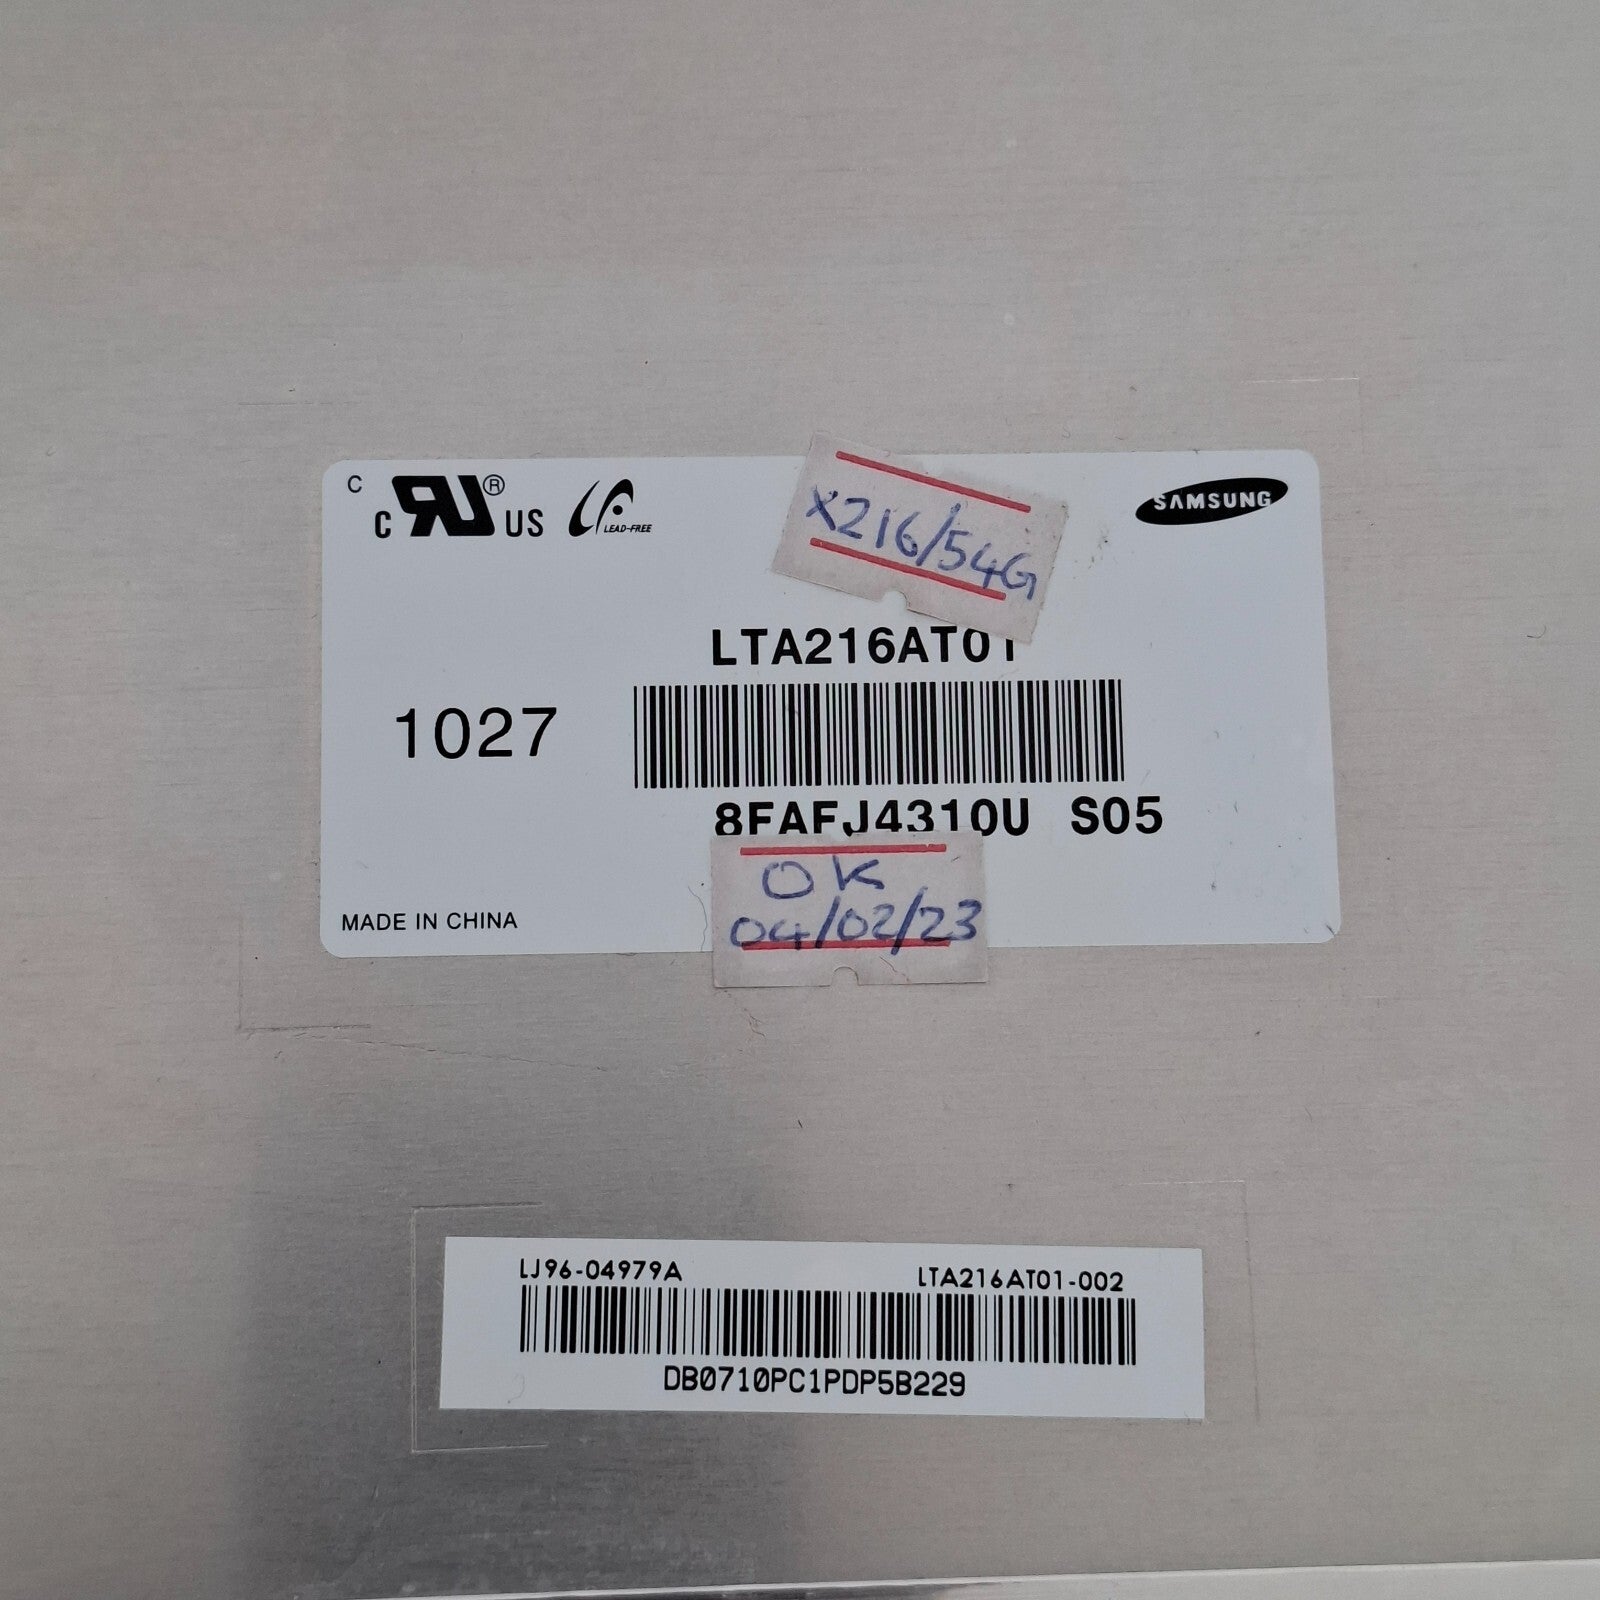 C
C UR ® US
LEAD-FREE
X216/54G
SAMSUNG
LTA216AT01
1027
8FAFJ4310U S05
OK
04/02/23
MADE IN CHINA
LJ96-04979A
LTA216AT01-002
DB0710PC1PDP5B229